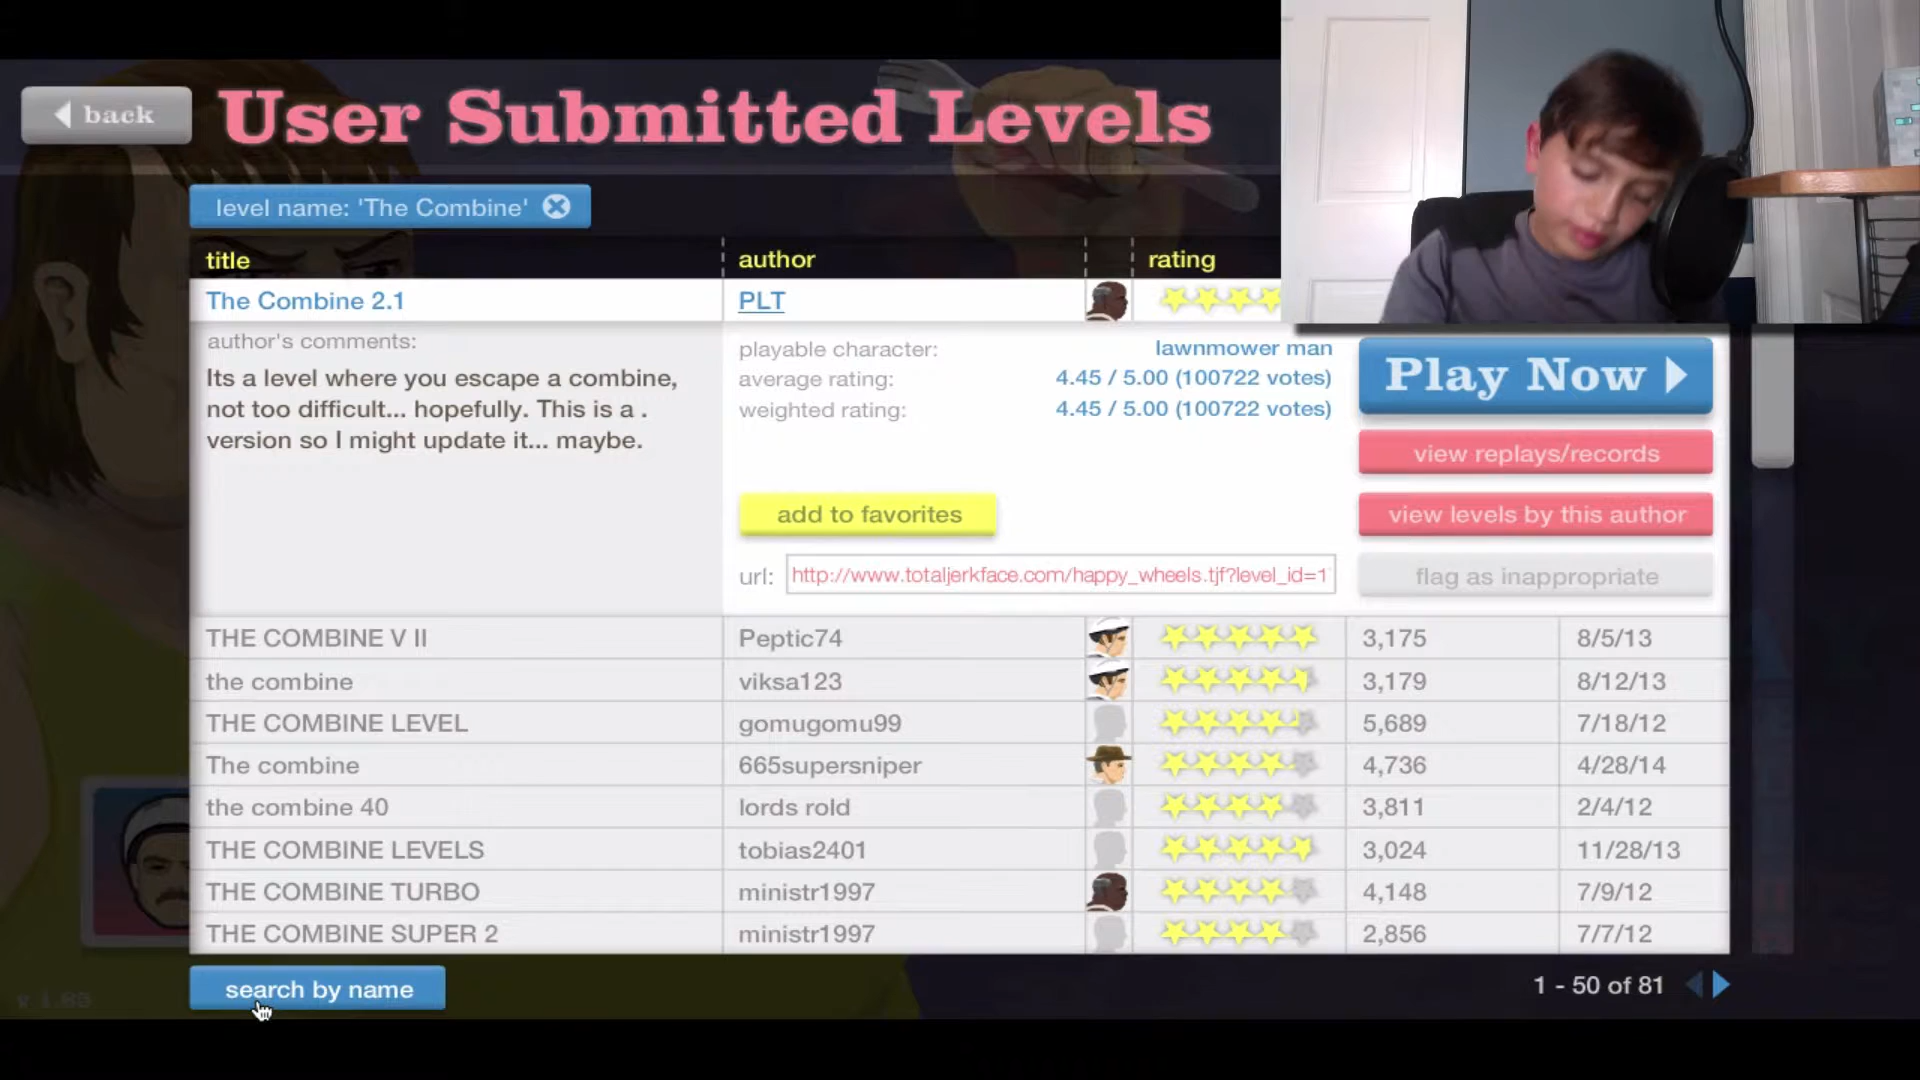 back
User Submitted Levels
level name: 'The Combine'
title author rating
The Combine 2.1 PLT
author's comments:
Its a level where you escape a combine,
not too difficult... hopefully. This is a .
version so I might update it... maybe.
playable character: lawnmower man
average rating: 4.45 / 5.00 (100722 votes)
weighted rating: 4.45 / 5.00 (100722 votes)
add to favorites
url: http://www.totaljerkface.com/happy_wheels.tjf?level_id=1
Play Now
view replays/records
view levels by this author
flag as inappropriate
THE COMBINE V II Peptic74 3,175 8/5/13
the combine viksa123 3,179 8/12/13
THE COMBINE LEVEL gomugomu99 5,689 7/18/12
The combine 665supersniper 4,736 4/28/14
the combine 40 lords rold 3,811 2/4/12
THE COMBINE LEVELS tobias2401 3,024 11/28/13
THE COMBINE TURBO ministr1997 4,148 7/9/12
THE COMBINE SUPER 2 ministr1997 2,856 7/7/12
search by name
1 - 50 of 81